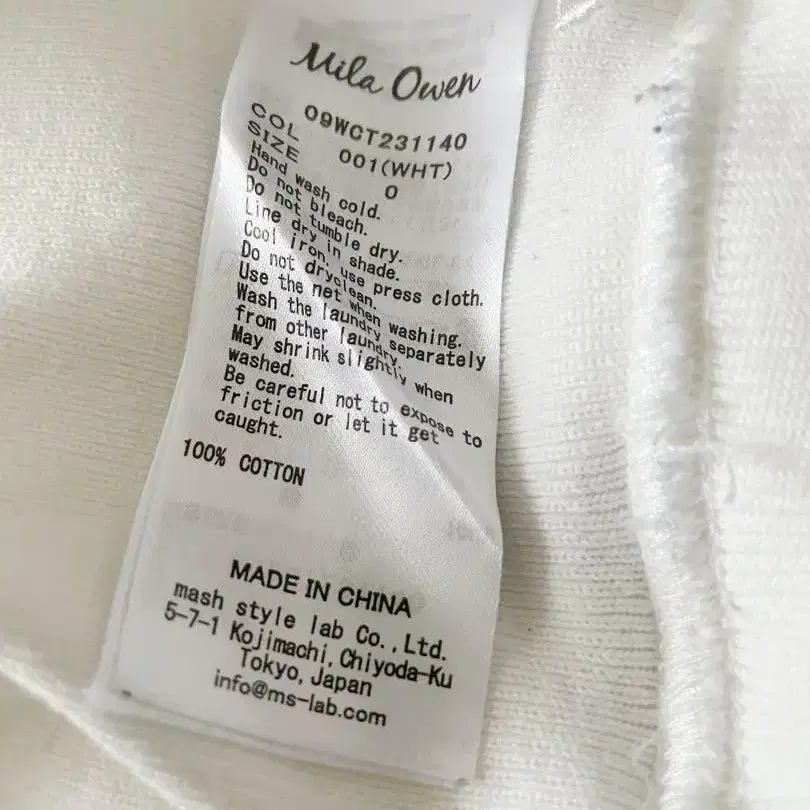 Mila Owen
09WCT231140
COL 001(WHT)
SIZE 0
Hand wash cold.
Do not bleach.
Do not tumble dry.
Line dry in shade.
Cool iron, use press cloth.
Do not dryclean.
Use the net when washing.
Wash the laundry separately
from other laundry.
May shrink slightly when
washed.
Be careful not to expose to
friction or let it get
caught.
100% COTTON
MADE IN CHINA
mash style lab Co.,Ltd.
5-7-1 Kojimachi,Chiyoda-Ku
Tokyo,Japan
info@ms-lab.com